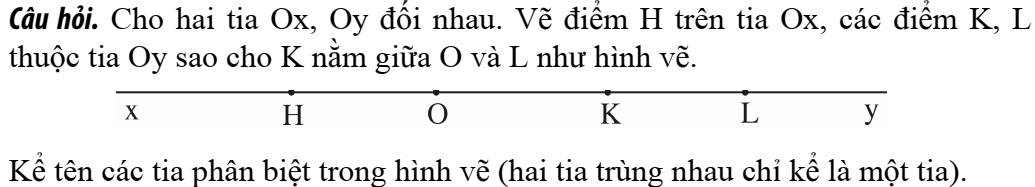 Câu hỏi. Cho hai tia Ox, Oy đối nhau. Vẽ điểm H trên tia Ox, các điểm K, L
thuộc tia Oy sao cho K nằm giữa O và L như hình vẽ.
x H O K L y
Kể tên các tia phân biệt trong hình vẽ (hai tia trùng nhau chỉ kể là một tia).